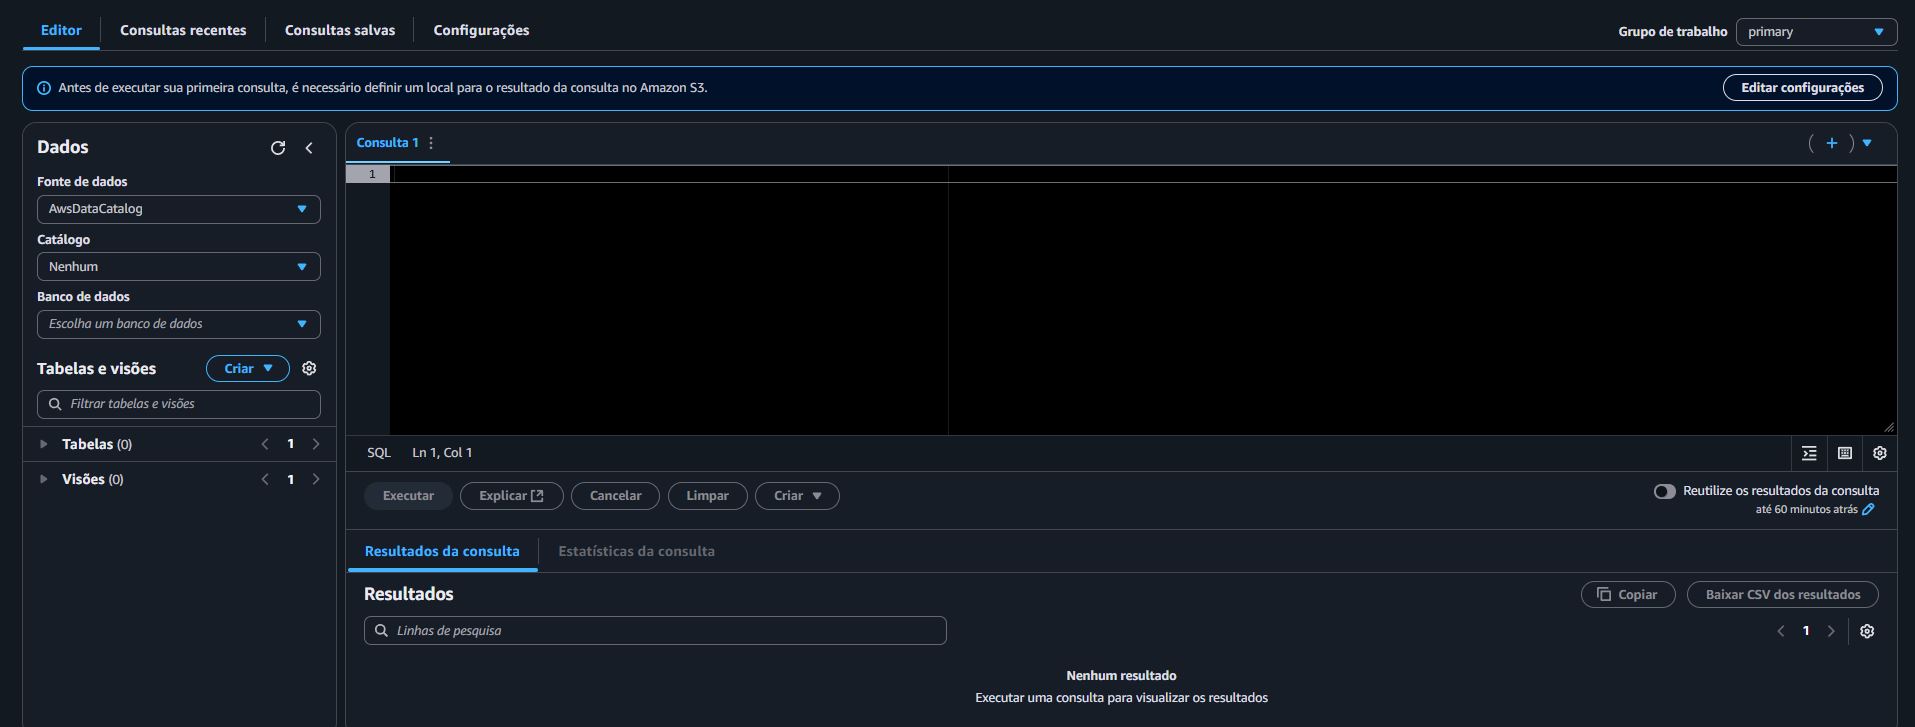 Editor
Consultas recentes
Consultas salvas
Configurações
Grupo de trabalho
primary
Antes de executar sua primeira consulta, é necessário definir um local para o resultado da consulta no Amazon S3.
Editar configurações
Dados
Fonte de dados
AwsDataCatalog
Catálogo
Nenhum
Banco de dados
Escolha um banco de dados
Tabelas e visões
Criar
Filtrar tabelas e visões
Tabelas (0)
1
Visões (0)
1
Consulta 1
1
SQL
Ln 1, Col 1
Executar
Explicar
Cancelar
Limpar
Criar
Reutilize os resultados da consulta
até 60 minutos atrás
Resultados da consulta
Estatísticas da consulta
Resultados
Copiar
Baixar CSV dos resultados
Linhas de pesquisa
1
Nenhum resultado
Executar uma consulta para visualizar os resultados